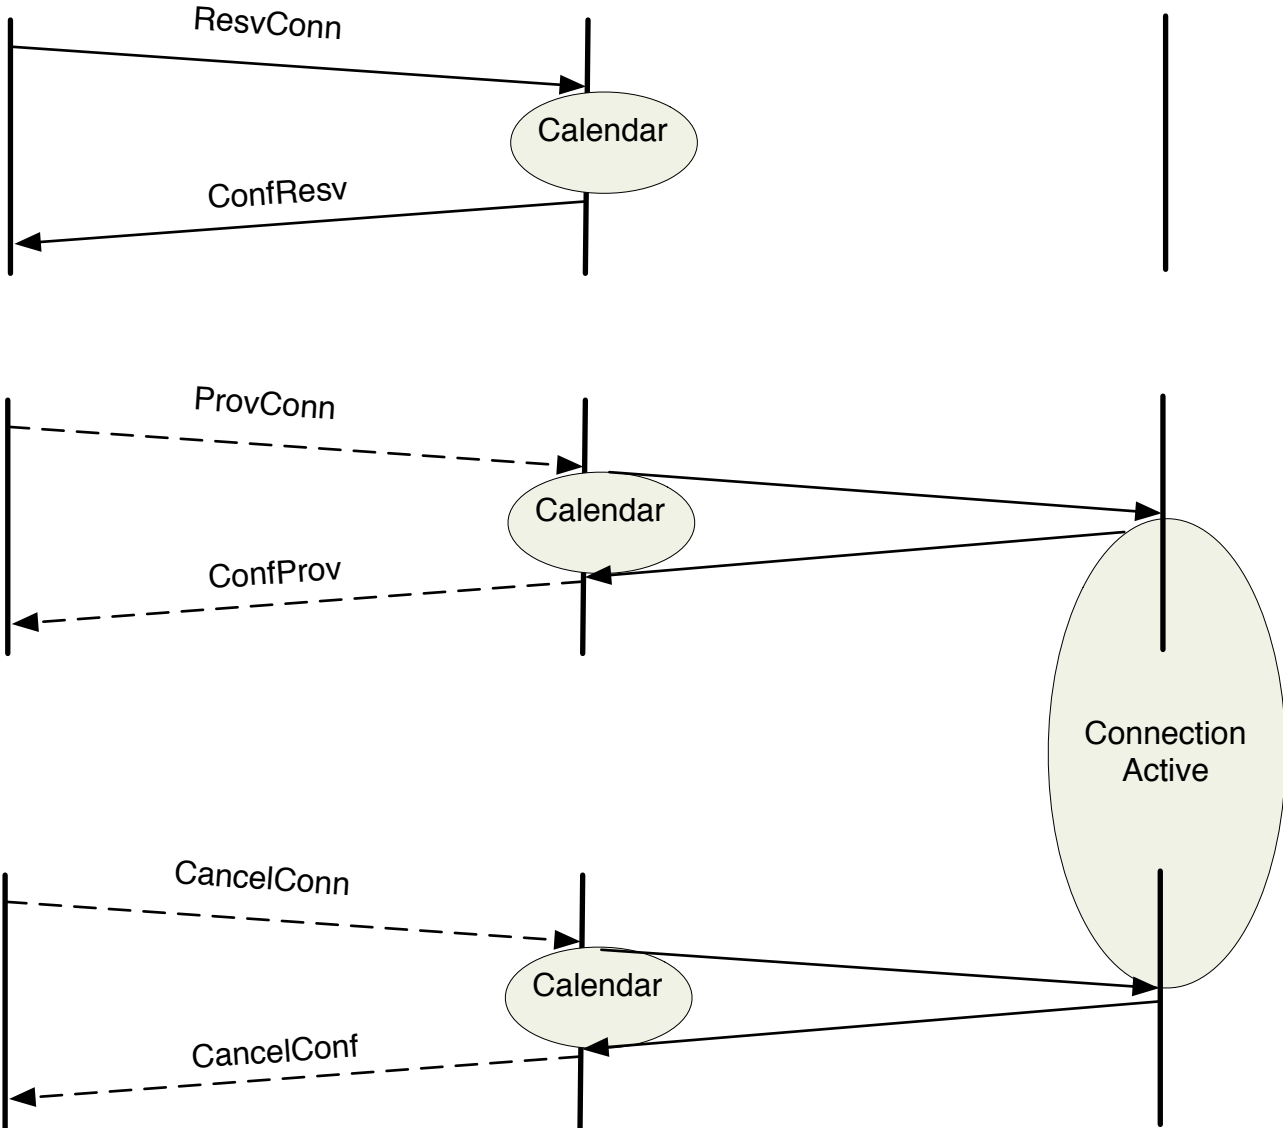 ResvConn
Calendar
ConfResv
ProvConn
Calendar
ConfProv
Connection
Active
CancelConn
Calendar
CancelConf